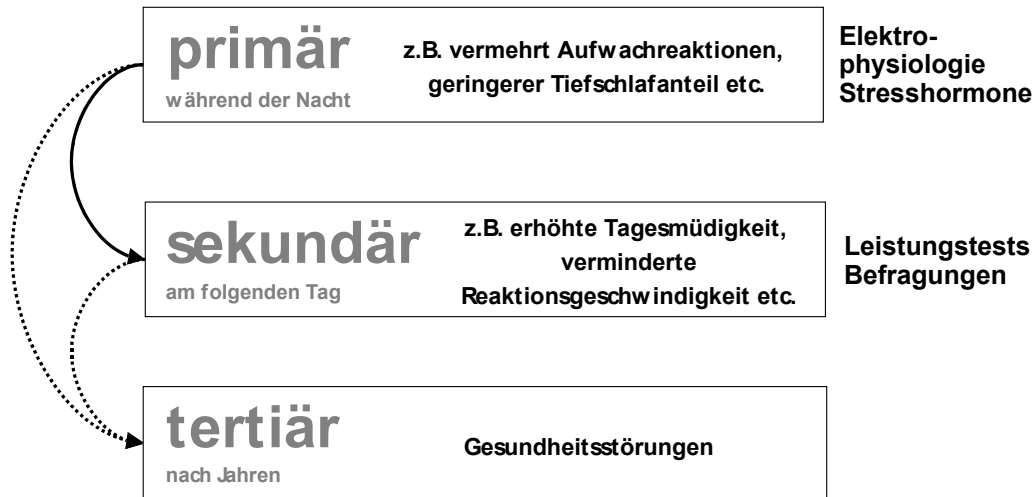 primär
während der Nacht
z.B. vermehrt Aufwachreaktionen,
geringerer Tiefschlafanteil etc.
Elektro-
physiologie
Stresshormone
sekundär
am folgenden Tag
z.B. erhöhte Tagesmüdigkeit,
verminderte
Reaktionsgeschwindigkeit etc.
Leistungstests
Befragungen
tertiär
nach Jahren
Gesundheitsstörungen